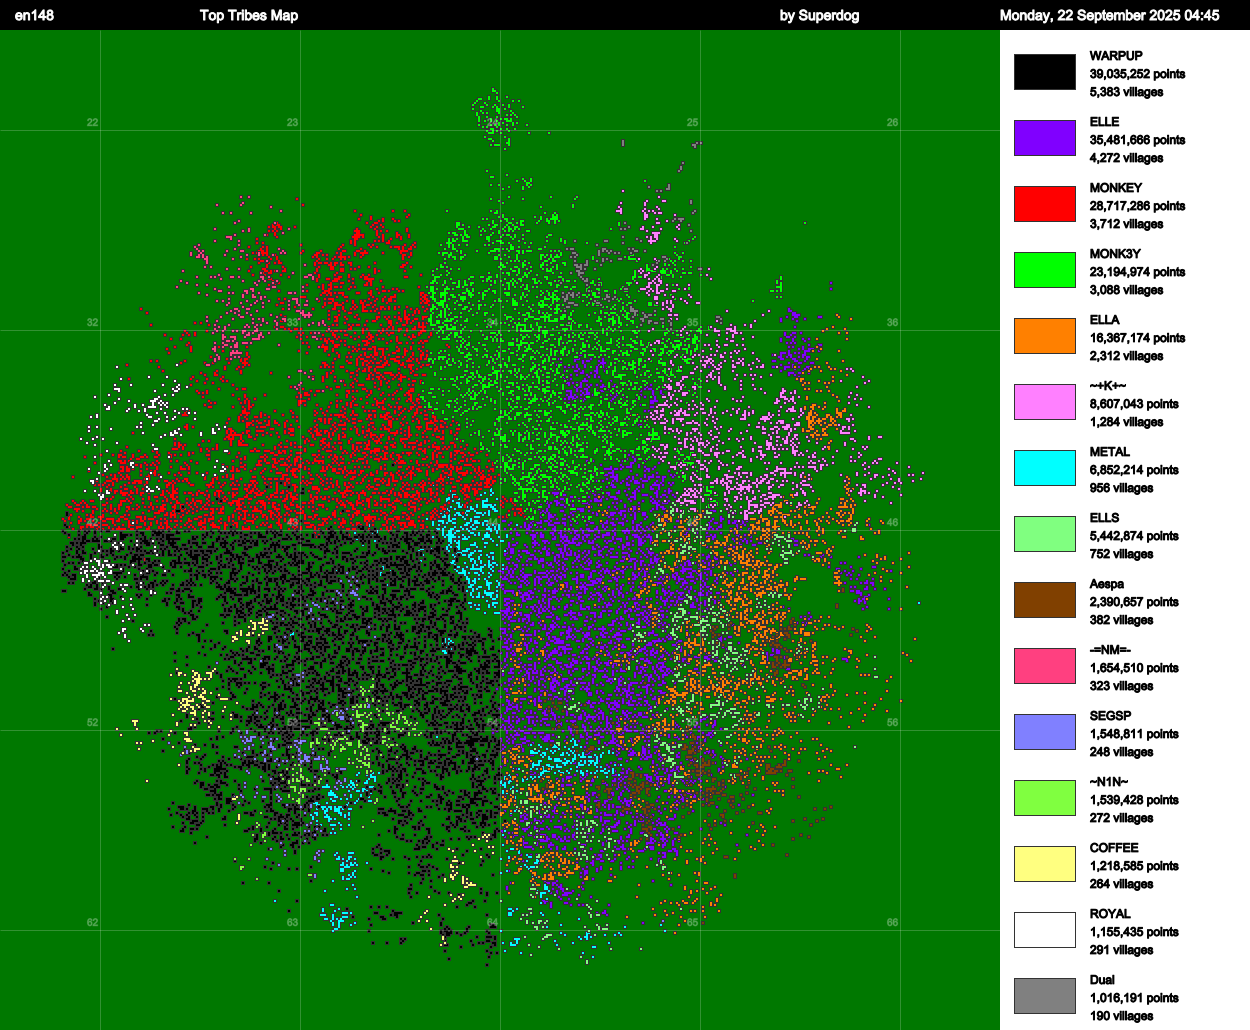 en148 Top Tribes Map by Superdog Monday, 22 September 2025 04:45
WARPUP
39,035,252 points
5,383 villages
ELLE
35,481,666 points
4,272 villages
MONKEY
28,717,286 points
3,712 villages
MONK3Y
23,194,974 points
3,088 villages
ELLA
16,367,174 points
2,312 villages
~+K+~
8,607,043 points
1,284 villages
METAL
6,852,214 points
956 villages
ELLS
5,442,874 points
752 villages
Aespa
2,390,657 points
382 villages
-=NM=-
1,654,510 points
323 villages
SEGSP
1,548,811 points
248 villages
~N1N~
1,539,428 points
272 villages
COFFEE
1,218,585 points
264 villages
ROYAL
1,155,435 points
291 villages
Dual
1,016,191 points
190 villages
22 23 25 26
32 33 34 35 36
42 43 46
52 53 54 56
62 63 64 65 66